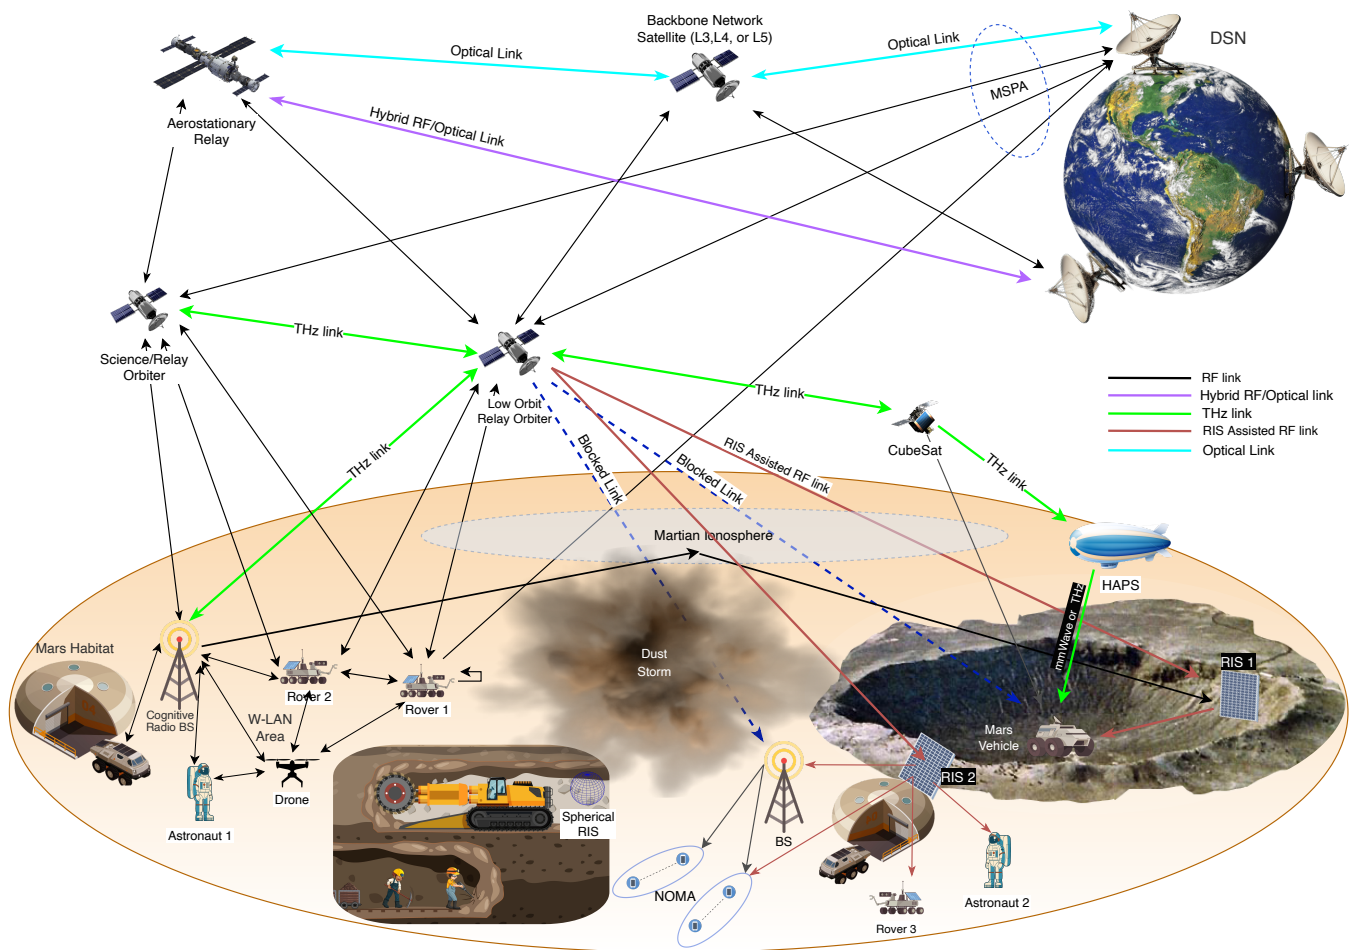 Backbone Network
Satellite (L3,L4, or L5)
Optical Link
Optical Link
DSN
MSPA
Hybrid RF/Optical Link
Aerostationary
Relay
THz link
Science/Relay
Orbiter
Low Orbit
Relay Orbiter
THz link
THz link
CubeSat
THz link
RF link
Hybrid RF/Optical link
THz link
RIS Assisted RF link
Optical Link
Blocked Link
Blocked Link
RIS Assisted RF link
Martian Ionosphere
HAPS
mmWave or THz
Mars Habitat
Cognitive
Radio BS
Rover 2
Rover 1
W-LAN
Area
Drone
Astronaut 1
Dust
Storm
RIS 1
Mars
Vehicle
RIS 2
Spherical
RIS
BS
NOMA
Rover 3
Astronaut 2